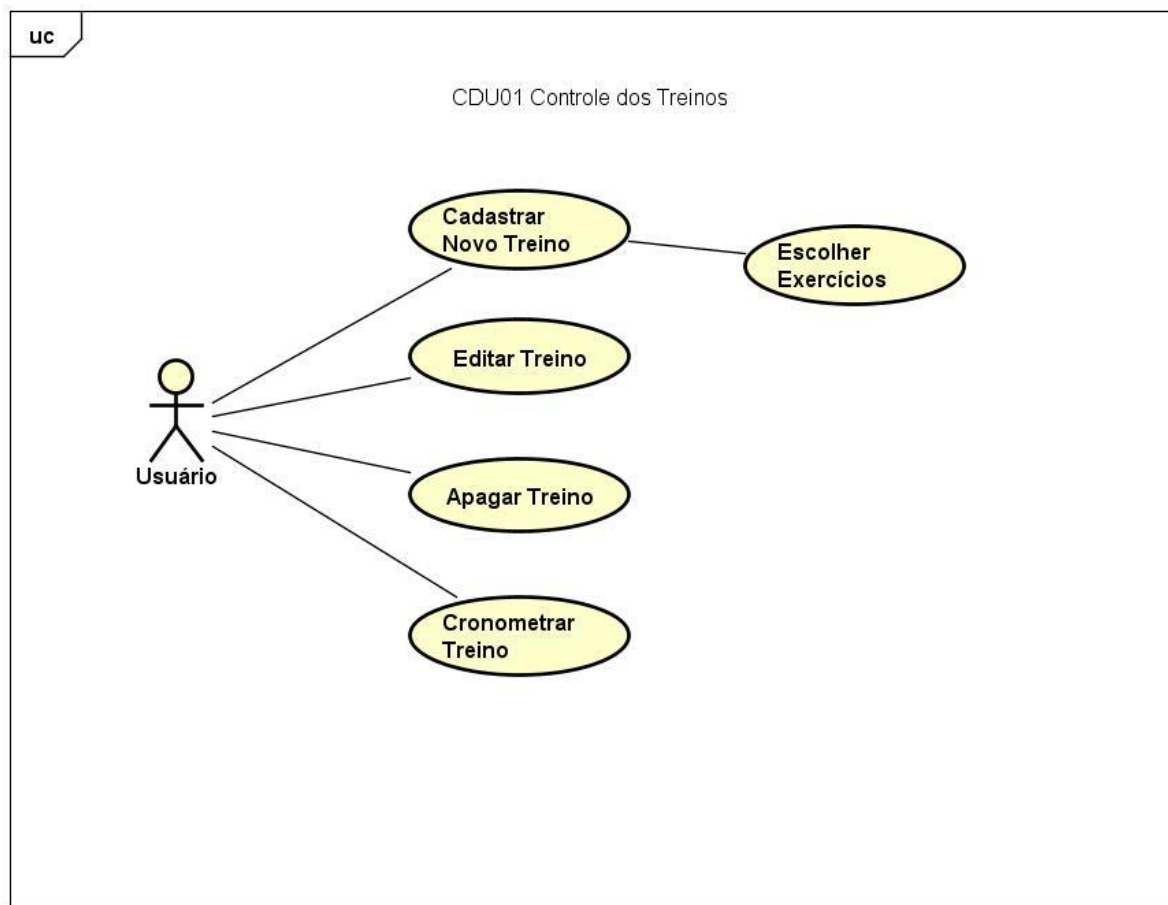 uc
CDU01 Controle dos Treinos
Cadastrar
Novo Treino
Escolher
Exercícios
Editar Treino
Usuário
Apagar Treino
Cronometrar
Treino